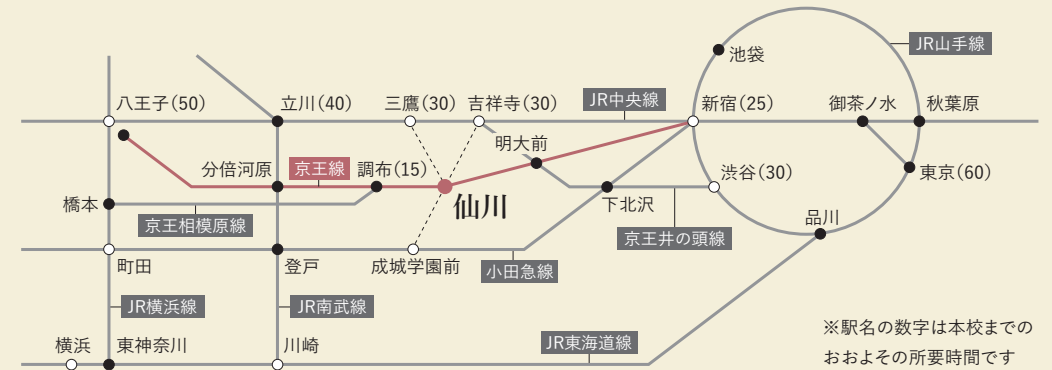 JR山手線
池袋
八王子(50)
立川(40)
三鷹(30)
吉祥寺(30)
JR中央線
新宿(25)
御茶ノ水
秋葉原
明大前
分倍河原
京王線
調布(15)
渋谷(30)
東京(60)
橋本
仙川
下北沢
京王相模原線
京王井の頭線
品川
町田
登戸
成城学園前
小田急線
JR横浜線
JR南武線
横浜
東神奈川
川崎
JR東海道線
※駅名の数字は本校までの
おおよその所要時間です